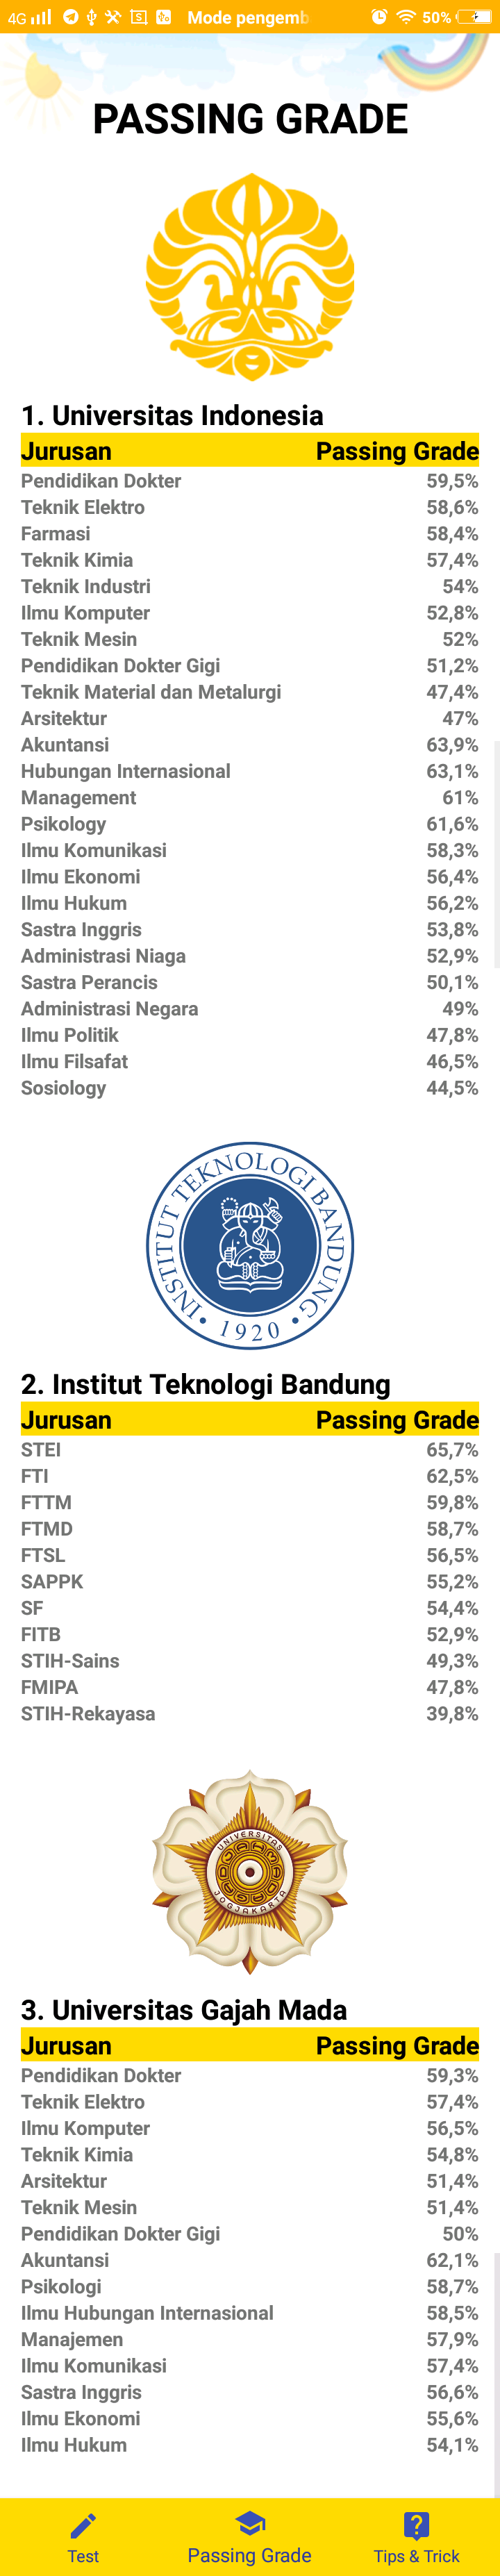 4G Mode pengemb 50%
PASSING GRADE
1. Universitas Indonesia
Jurusan Passing Grade
Pendidikan Dokter 59,5%
Teknik Elektro 58,6%
Farmasi 58,4%
Teknik Kimia 57,4%
Teknik Industri 54%
Ilmu Komputer 52,8%
Teknik Mesin 52%
Pendidikan Dokter Gigi 51,2%
Teknik Material dan Metalurgi 47,4%
Arsitektur 47%
Akuntansi 63,9%
Hubungan Internasional 63,1%
Management 61%
Psikology 61,6%
Ilmu Komunikasi 58,3%
Ilmu Ekonomi 56,4%
Ilmu Hukum 56,2%
Sastra Inggris 53,8%
Administrasi Niaga 52,9%
Sastra Perancis 50,1%
Administrasi Negara 49%
Ilmu Politik 47,8%
Ilmu Filsafat 46,5%
Sosiology 44,5%
INSTITUT TEKNOLOGI BANDUNG
1920
2. Institut Teknologi Bandung
Jurusan Passing Grade
STEI 65,7%
FTI 62,5%
FTTM 59,8%
FTMD 58,7%
FTSL 56,5%
SAPPK 55,2%
SF 54,4%
FITB 52,9%
STIH-Sains 49,3%
FMIPA 47,8%
STIH-Rekayasa 39,8%
UNIVERSITAS
JOGJAKARTA
3. Universitas Gajah Mada
Jurusan Passing Grade
Pendidikan Dokter 59,3%
Teknik Elektro 57,4%
Ilmu Komputer 56,5%
Teknik Kimia 54,8%
Arsitektur 51,4%
Teknik Mesin 51,4%
Pendidikan Dokter Gigi 50%
Akuntansi 62,1%
Psikologi 58,7%
Ilmu Hubungan Internasional 58,5%
Manajemen 57,9%
Ilmu Komunikasi 57,4%
Sastra Inggris 56,6%
Ilmu Ekonomi 55,6%
Ilmu Hukum 54,1%
Test Passing Grade Tips & Trick